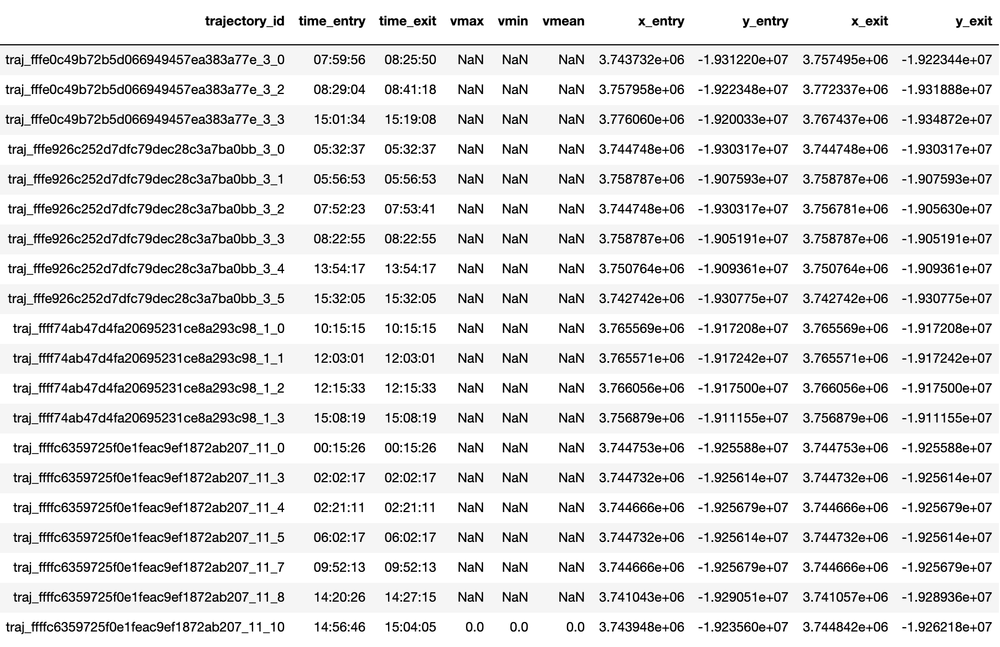 trajectory_id time_entry time_exit vmax vmin vmean x_entry y_entry x_exit y_exit
traj_fffe0c49b72b5d066949457ea383a77e_3_0 07:59:56 08:25:50 NaN NaN NaN 3.743732e+06 -1.931220e+07 3.757495e+06 -1.922344e+07
traj_fffe0c49b72b5d066949457ea383a77e_3_2 08:29:04 08:41:18 NaN NaN NaN 3.757958e+06 -1.922348e+07 3.772337e+06 -1.931888e+07
traj_fffe0c49b72b5d066949457ea383a77e_3_3 15:01:34 15:19:08 NaN NaN NaN 3.776060e+06 -1.920033e+07 3.767437e+06 -1.934872e+07
traj_fffe926c252d7dfc79dec28c3a7ba0bb_3_0 05:32:37 05:32:37 NaN NaN NaN 3.744748e+06 -1.930317e+07 3.744748e+06 -1.930317e+07
traj_fffe926c252d7dfc79dec28c3a7ba0bb_3_1 05:56:53 05:56:53 NaN NaN NaN 3.758787e+06 -1.907593e+07 3.758787e+06 -1.907593e+07
traj_fffe926c252d7dfc79dec28c3a7ba0bb_3_2 07:52:23 07:53:41 NaN NaN NaN 3.744748e+06 -1.930317e+07 3.756781e+06 -1.905630e+07
traj_fffe926c252d7dfc79dec28c3a7ba0bb_3_3 08:22:55 08:22:55 NaN NaN NaN 3.758787e+06 -1.905191e+07 3.758787e+06 -1.905191e+07
traj_fffe926c252d7dfc79dec28c3a7ba0bb_3_4 13:54:17 13:54:17 NaN NaN NaN 3.750764e+06 -1.909361e+07 3.750764e+06 -1.909361e+07
traj_fffe926c252d7dfc79dec28c3a7ba0bb_3_5 15:32:05 15:32:05 NaN NaN NaN 3.742742e+06 -1.930775e+07 3.742742e+06 -1.930775e+07
traj_ffff74ab47d4fa20695231ce8a293c98_1_0 10:15:15 10:15:15 NaN NaN NaN 3.765569e+06 -1.917208e+07 3.765569e+06 -1.917208e+07
traj_ffff74ab47d4fa20695231ce8a293c98_1_1 12:03:01 12:03:01 NaN NaN NaN 3.765571e+06 -1.917242e+07 3.765571e+06 -1.917242e+07
traj_ffff74ab47d4fa20695231ce8a293c98_1_2 12:15:33 12:15:33 NaN NaN NaN 3.766056e+06 -1.917500e+07 3.766056e+06 -1.917500e+07
traj_ffff74ab47d4fa20695231ce8a293c98_1_3 15:08:19 15:08:19 NaN NaN NaN 3.756879e+06 -1.911155e+07 3.756879e+06 -1.911155e+07
traj_ffffc6359725f0e1feac9ef1872ab207_11_0 00:15:26 00:15:26 NaN NaN NaN 3.744753e+06 -1.925588e+07 3.744753e+06 -1.925588e+07
traj_ffffc6359725f0e1feac9ef1872ab207_11_3 02:02:17 02:02:17 NaN NaN NaN 3.744732e+06 -1.925614e+07 3.744732e+06 -1.925614e+07
traj_ffffc6359725f0e1feac9ef1872ab207_11_4 02:21:11 02:21:11 NaN NaN NaN 3.744666e+06 -1.925679e+07 3.744666e+06 -1.925679e+07
traj_ffffc6359725f0e1feac9ef1872ab207_11_5 06:02:17 06:02:17 NaN NaN NaN 3.744732e+06 -1.925614e+07 3.744732e+06 -1.925614e+07
traj_ffffc6359725f0e1feac9ef1872ab207_11_7 09:52:13 09:52:13 NaN NaN NaN 3.744666e+06 -1.925679e+07 3.744666e+06 -1.925679e+07
traj_ffffc6359725f0e1feac9ef1872ab207_11_8 14:20:26 14:27:15 NaN NaN NaN 3.741043e+06 -1.929051e+07 3.741057e+06 -1.928936e+07
traj_ffffc6359725f0e1feac9ef1872ab207_11_10 14:56:46 15:04:05 0.0 0.0 0.0 3.743948e+06 -1.923560e+07 3.744842e+06 -1.926218e+07